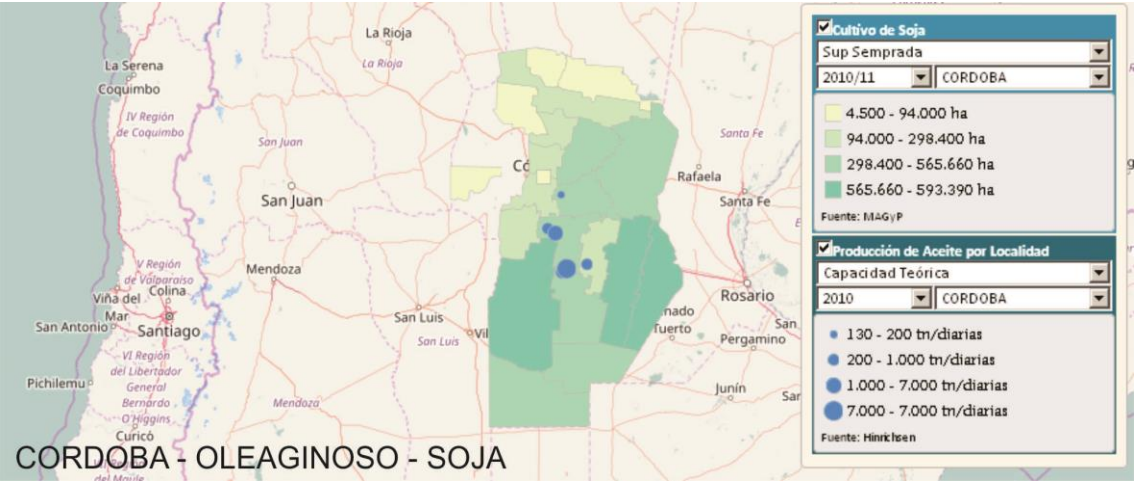 La Rioja
La Rioja
La Serena
Coquimbo
IV Región
de Coquimbo
San Juan
San Juan
Có
Santa Fe
Rafaela
Santa Fe
V Región
de Valparaíso
Mendoza
Viña del
Mar
Colina
San Antonio
Santiago
San Luis
San Luis
Vil
Rosario
nado
Tuerto
San
Pergamino
VI Región
del Libertador
General
Bernardo
O'Higgins
Pichilemu
Mendoza
Junín
Sar
Curicó
del Maule
CORDOBA - OLEAGINOSO - SOJA
Cultivo de Soja
Sup Semprada
2010/11 CORDOBA
4.500 - 94.000 ha
94.000 - 298.400 ha
298.400 - 565.660 ha
565.660 - 593.390 ha
Fuente: MAGyP
Producción de Aceite por Localidad
Capacidad Teórica
2010 CORDOBA
130 - 200 tn/diarias
200 - 1.000 tn/diarias
1.000 - 7.000 tn/diarias
7.000 - 7.000 tn/diarias
Fuente: Hinrichsen